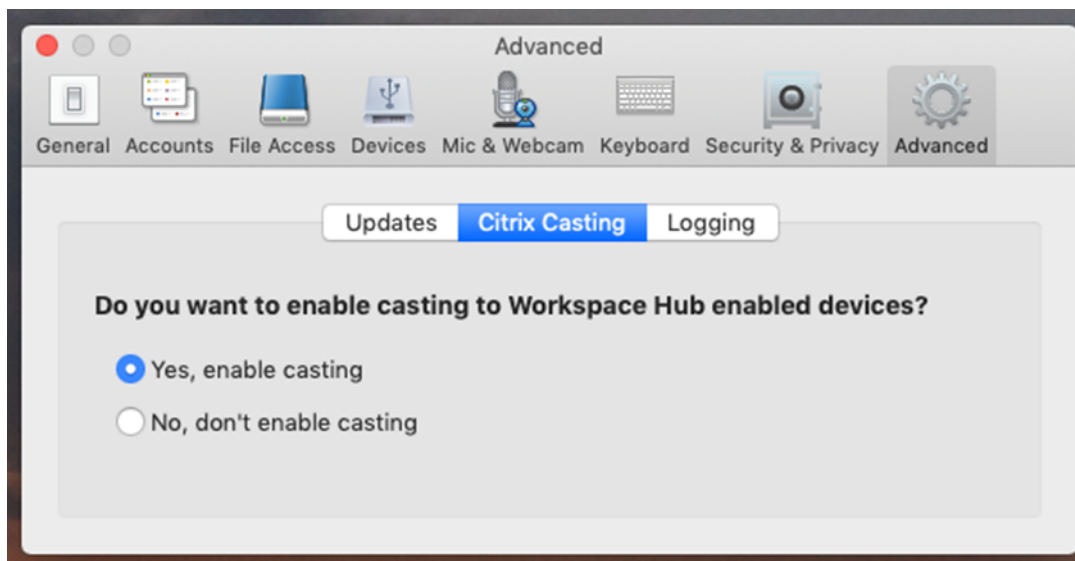 Advanced
General Accounts File Access Devices Mic & Webcam Keyboard Security & Privacy Advanced
Updates Citrix Casting Logging
Do you want to enable casting to Workspace Hub enabled devices?
Yes, enable casting
No, don't enable casting